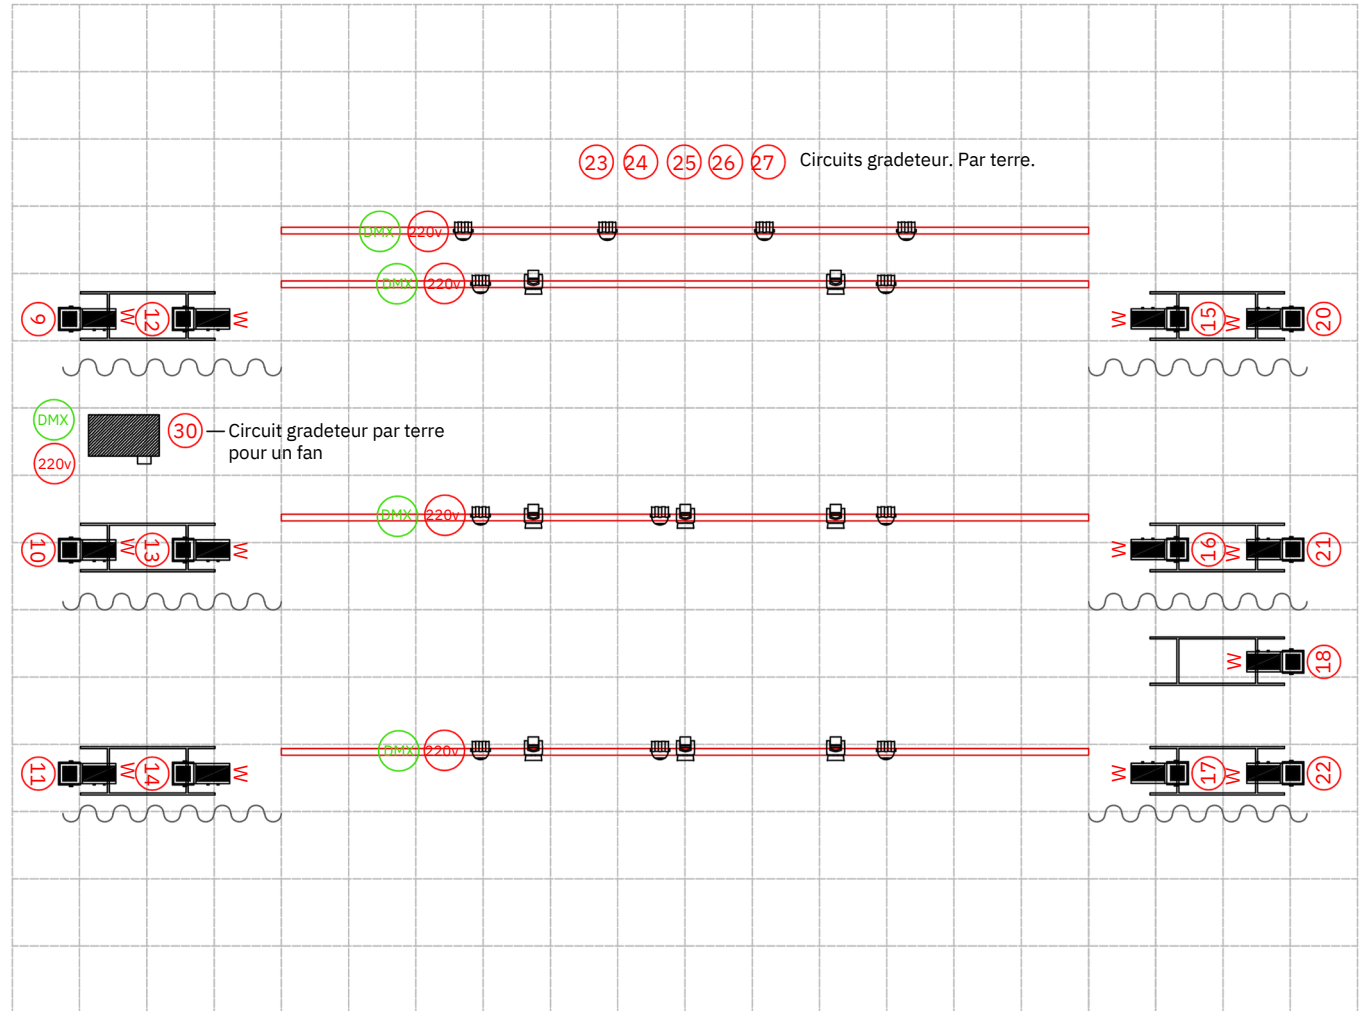 23 24 25 26 27 Circuits gradeteur. Par terre.
DMX 220v
DMX 220v
9 W 12 W W 15 W 20
DMX 30 Circuit gradeteur par terre
220v pour un fan
DMX 220v
10 W 13 W W 16 W 21
W 18
DMX 220v
11 W 14 W W 17 W 22